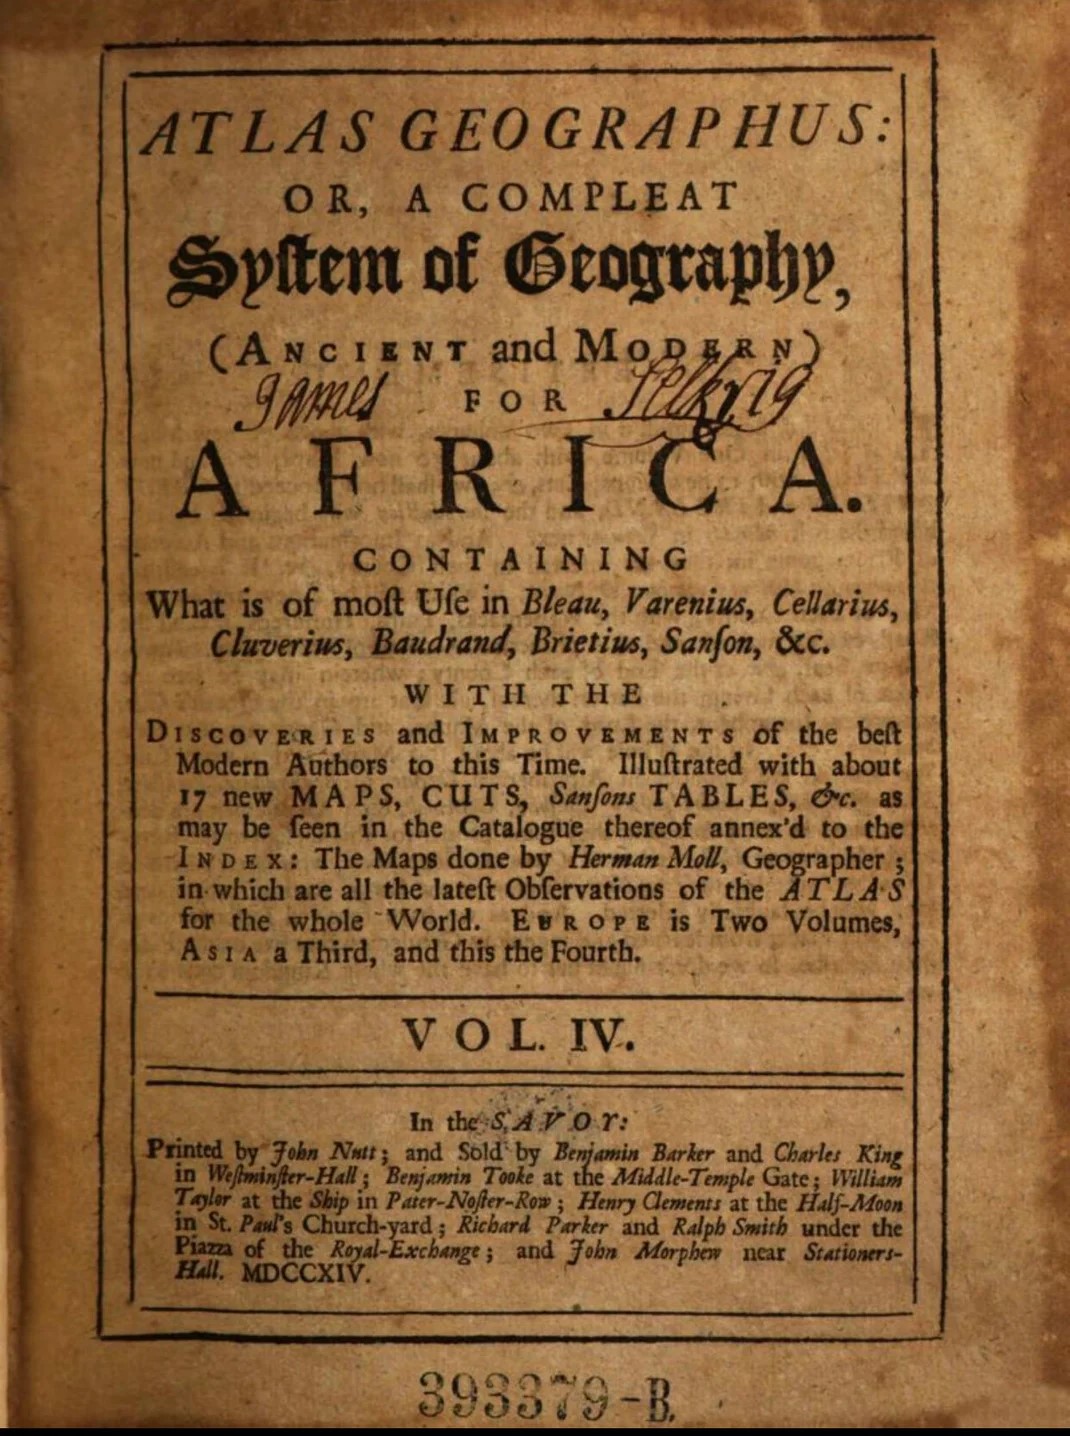 ATLAS GEOGRAPHUS:
OR, A COMPLEAT
Syſtem of Geography,
(ANCIENT and MODERN)
James FOR Selkrig
AFRICA.
CONTAINING
What is of moſt Uſe in Bleau, Varenius, Cellarius,
Cluverius, Baudrand, Brietius, Sanſon, &c.
WITH THE
DISCOVERIES and IMPROVEMENTS of the beſt
Modern Authors to this Time. Illuſtrated with about
17 new MAPS, CUTS, Sanſons TABLES, &c. as
may be ſeen in the Catalogue thereof annex'd to the
INDEX: The Maps done by Herman Moll, Geographer;
in which are all the lateſt Obſervations of the ATLAS
for the whole World. EUROPE is Two Volumes,
ASIA a Third, and this the Fourth.
VOL. IV.
In the SAVOY:
Printed by John Nutt; and Sold by Benjamin Barker and Charles King
in Weſtminſter-Hall; Benjamin Tooke at the Middle-Temple Gate; William
Taylor at the Ship in Pater-Noſter-Row; Henry Clements at the Half-Moon
in St. Paul's Church-yard; Richard Parker and Ralph Smith under the
Piazza of the Royal-Exchange; and John Morphew near Stationers-
Hall. MDCCXIV.
393379-B.